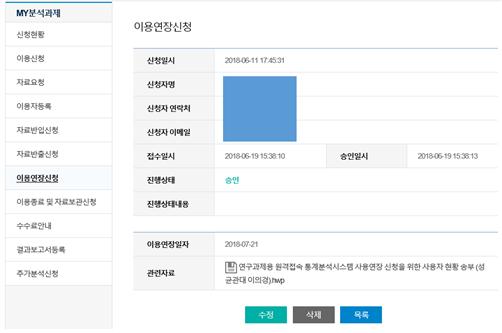 MY분석과제
신청현황
이용신청
자료요청
이용자등록
자료반입신청
자료반출신청
이용연장신청
이용종료 및 자료보관신청
수수료안내
결과보고서등록
추가분석신청
이용연장신청
신청일시 2018-06-11 17:45:31
신청자명
신청자 연락처
신청자 이메일
접수일시 2018-06-19 15:38:10 승인일시 2018-06-19 15:38:13
진행상태 승인
진행상태내용
이용연장일자 2018-07-21
관련자료 연구과제용 원격접속 통계분석시스템 사용연장 신청을 위한 사용자 현황 송부 (성
균관대 이의경).hwp
수정 삭제 목록